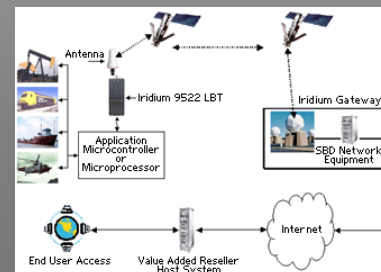 Antenna
Iridium 9522 LBT
Iridium Gateway
Application
Microcontroller
or
Microprocessor
SBD Network
Equipment
Internet
End User Access
Value Added Reseller
Host System